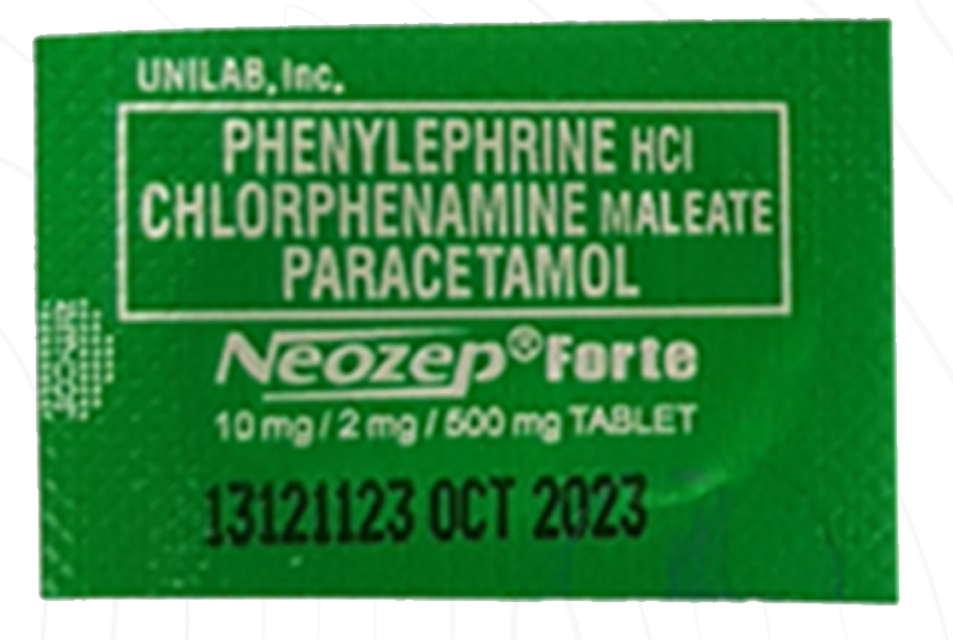 UNILAB, Inc.
PHENYLEPHRINE HCl
CHLORPHENAMINE MALEATE
PARACETAMOL
Neozep® Forte
10 mg / 2 mg / 500 mg TABLET
13121123 OCT 2023